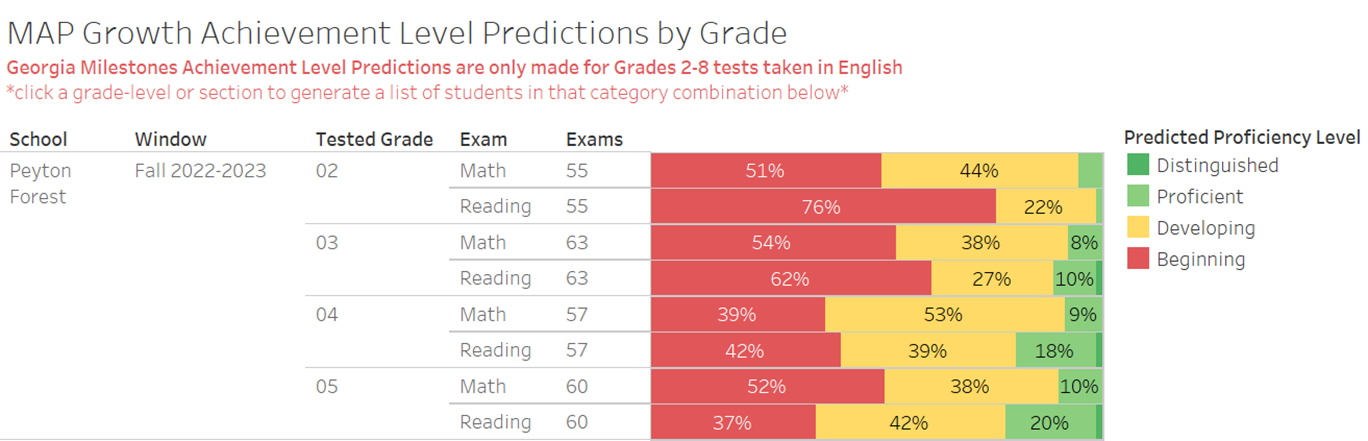 MAP Growth Achievement Level Predictions by Grade
Georgia Milestones Achievement Level Predictions are only made for Grades 2-8 tests taken in English
*click a grade-level or section to generate a list of students in that category combination below*
School Window Tested Grade Exam Exams
Predicted Proficiency Level
Distinguished
Proficient
Developing
Beginning
Peyton Forest Fall 2022-2023 02 Math 55 51% 44%
Reading 55 76% 22%
03 Math 63 54% 38% 8%
Reading 63 62% 27% 10%
04 Math 57 39% 53% 9%
Reading 57 42% 39% 18%
05 Math 60 52% 38% 10%
Reading 60 37% 42% 20%